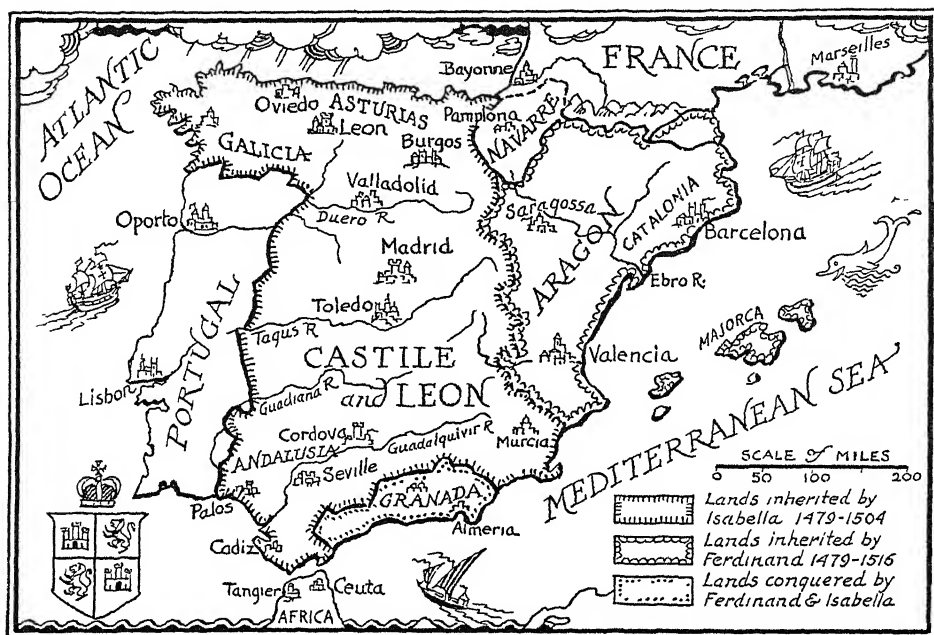 ATLANTIC
OCEAN
FRANCE
Marseilles
Bayonne
Oviedo
ASTURIAS
Pamplona
NAVARRE
Leon
GALICIA
Burgos
Valladolid
Duero R
Oporto
Saragossa
CATALONIA
Barcelona
ARAGON
Ebro R.
Madrid
Toledo
Tagus R
PORTUGAL
MAJORCA
CASTILE
and LEON
Valencia
Lisbon
Guadiana R
Cordova
Guadalquivir R
Murcia
ANDALUSIA
Seville
MEDITERRANEAN SEA
GRANADA
Palos
Almeria
Cadiz
Tangier
Ceuta
AFRICA
SCALE of MILES
0 100 200
Lands inherited by
Isabella 1479-1504
Lands inherited by
Ferdinand 1479-1516
Lands conquered by
Ferdinand & Isabella